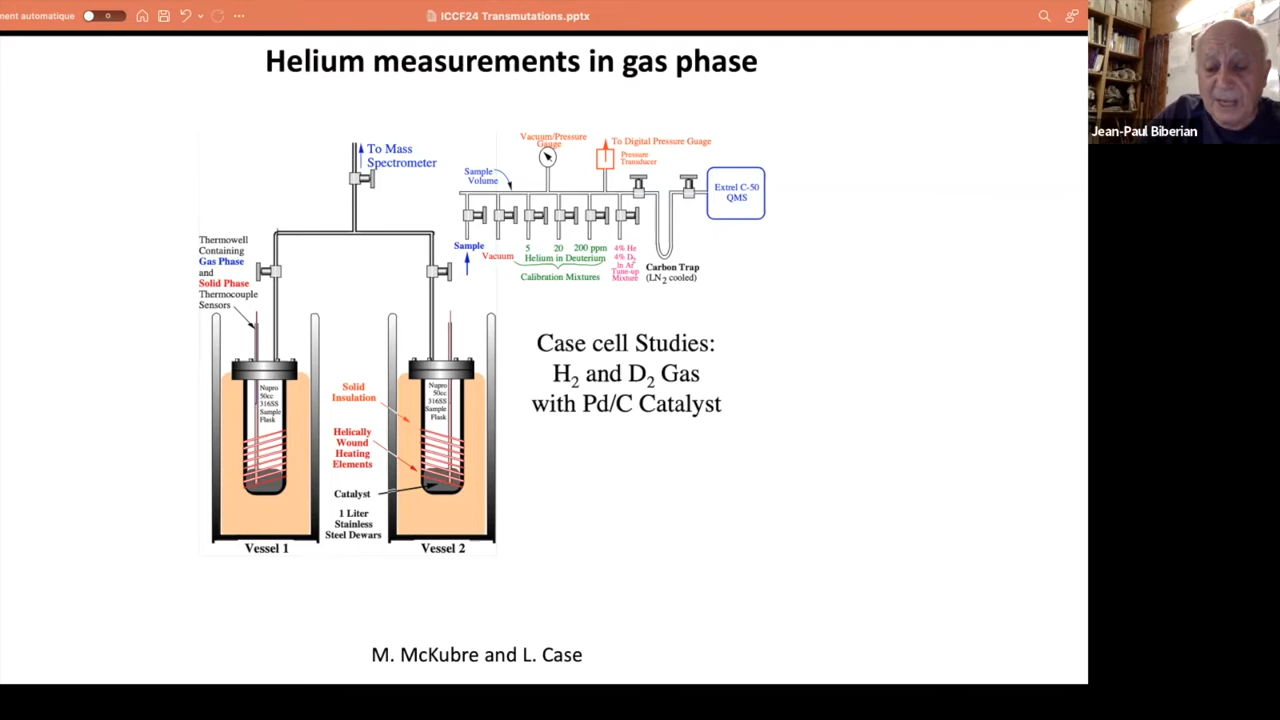 ment automatique
ICCF24 Transmutations.pptx
Jean-Paul Biberian
Helium measurements in gas phase
To Mass
Spectrometer
Thermowell
Containing
Gas Phase
and
Solid Phase
Thermocouple
Sensors
Nupro
50cc
316SS
Sample
Flask
Nupro
50cc
316SS
Sample
Flask
Solid
Insulation
Helically
Wound
Heating
Elements
Catalyst
1 Liter
Stainless
Steel Dewars
Vessel 1
Vessel 2
Vacuum/Pressure
Gauge
To Digital Pressure Guage
Pressure
Transducer
Sample
Volume
Extrel C-50
QMS
Sample
Vacuum
5 20 200 ppm
Helium in Deuterium
Calibration Mixtures
4% He
4% D2
in Ar
Tune-up
Mixture
Carbon Trap
(LN2 cooled)
Case cell Studies:
H2 and D2 Gas
with Pd/C Catalyst
M. McKubre and L. Case